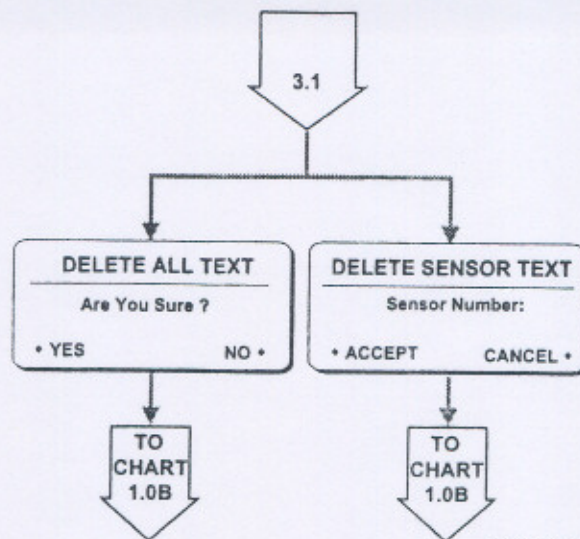 3.1
DELETE ALL TEXT
Are You Sure ?
• YES NO •
DELETE SENSOR TEXT
Sensor Number:
• ACCEPT CANCEL •
TO
CHART
1.0B
TO
CHART
1.0B